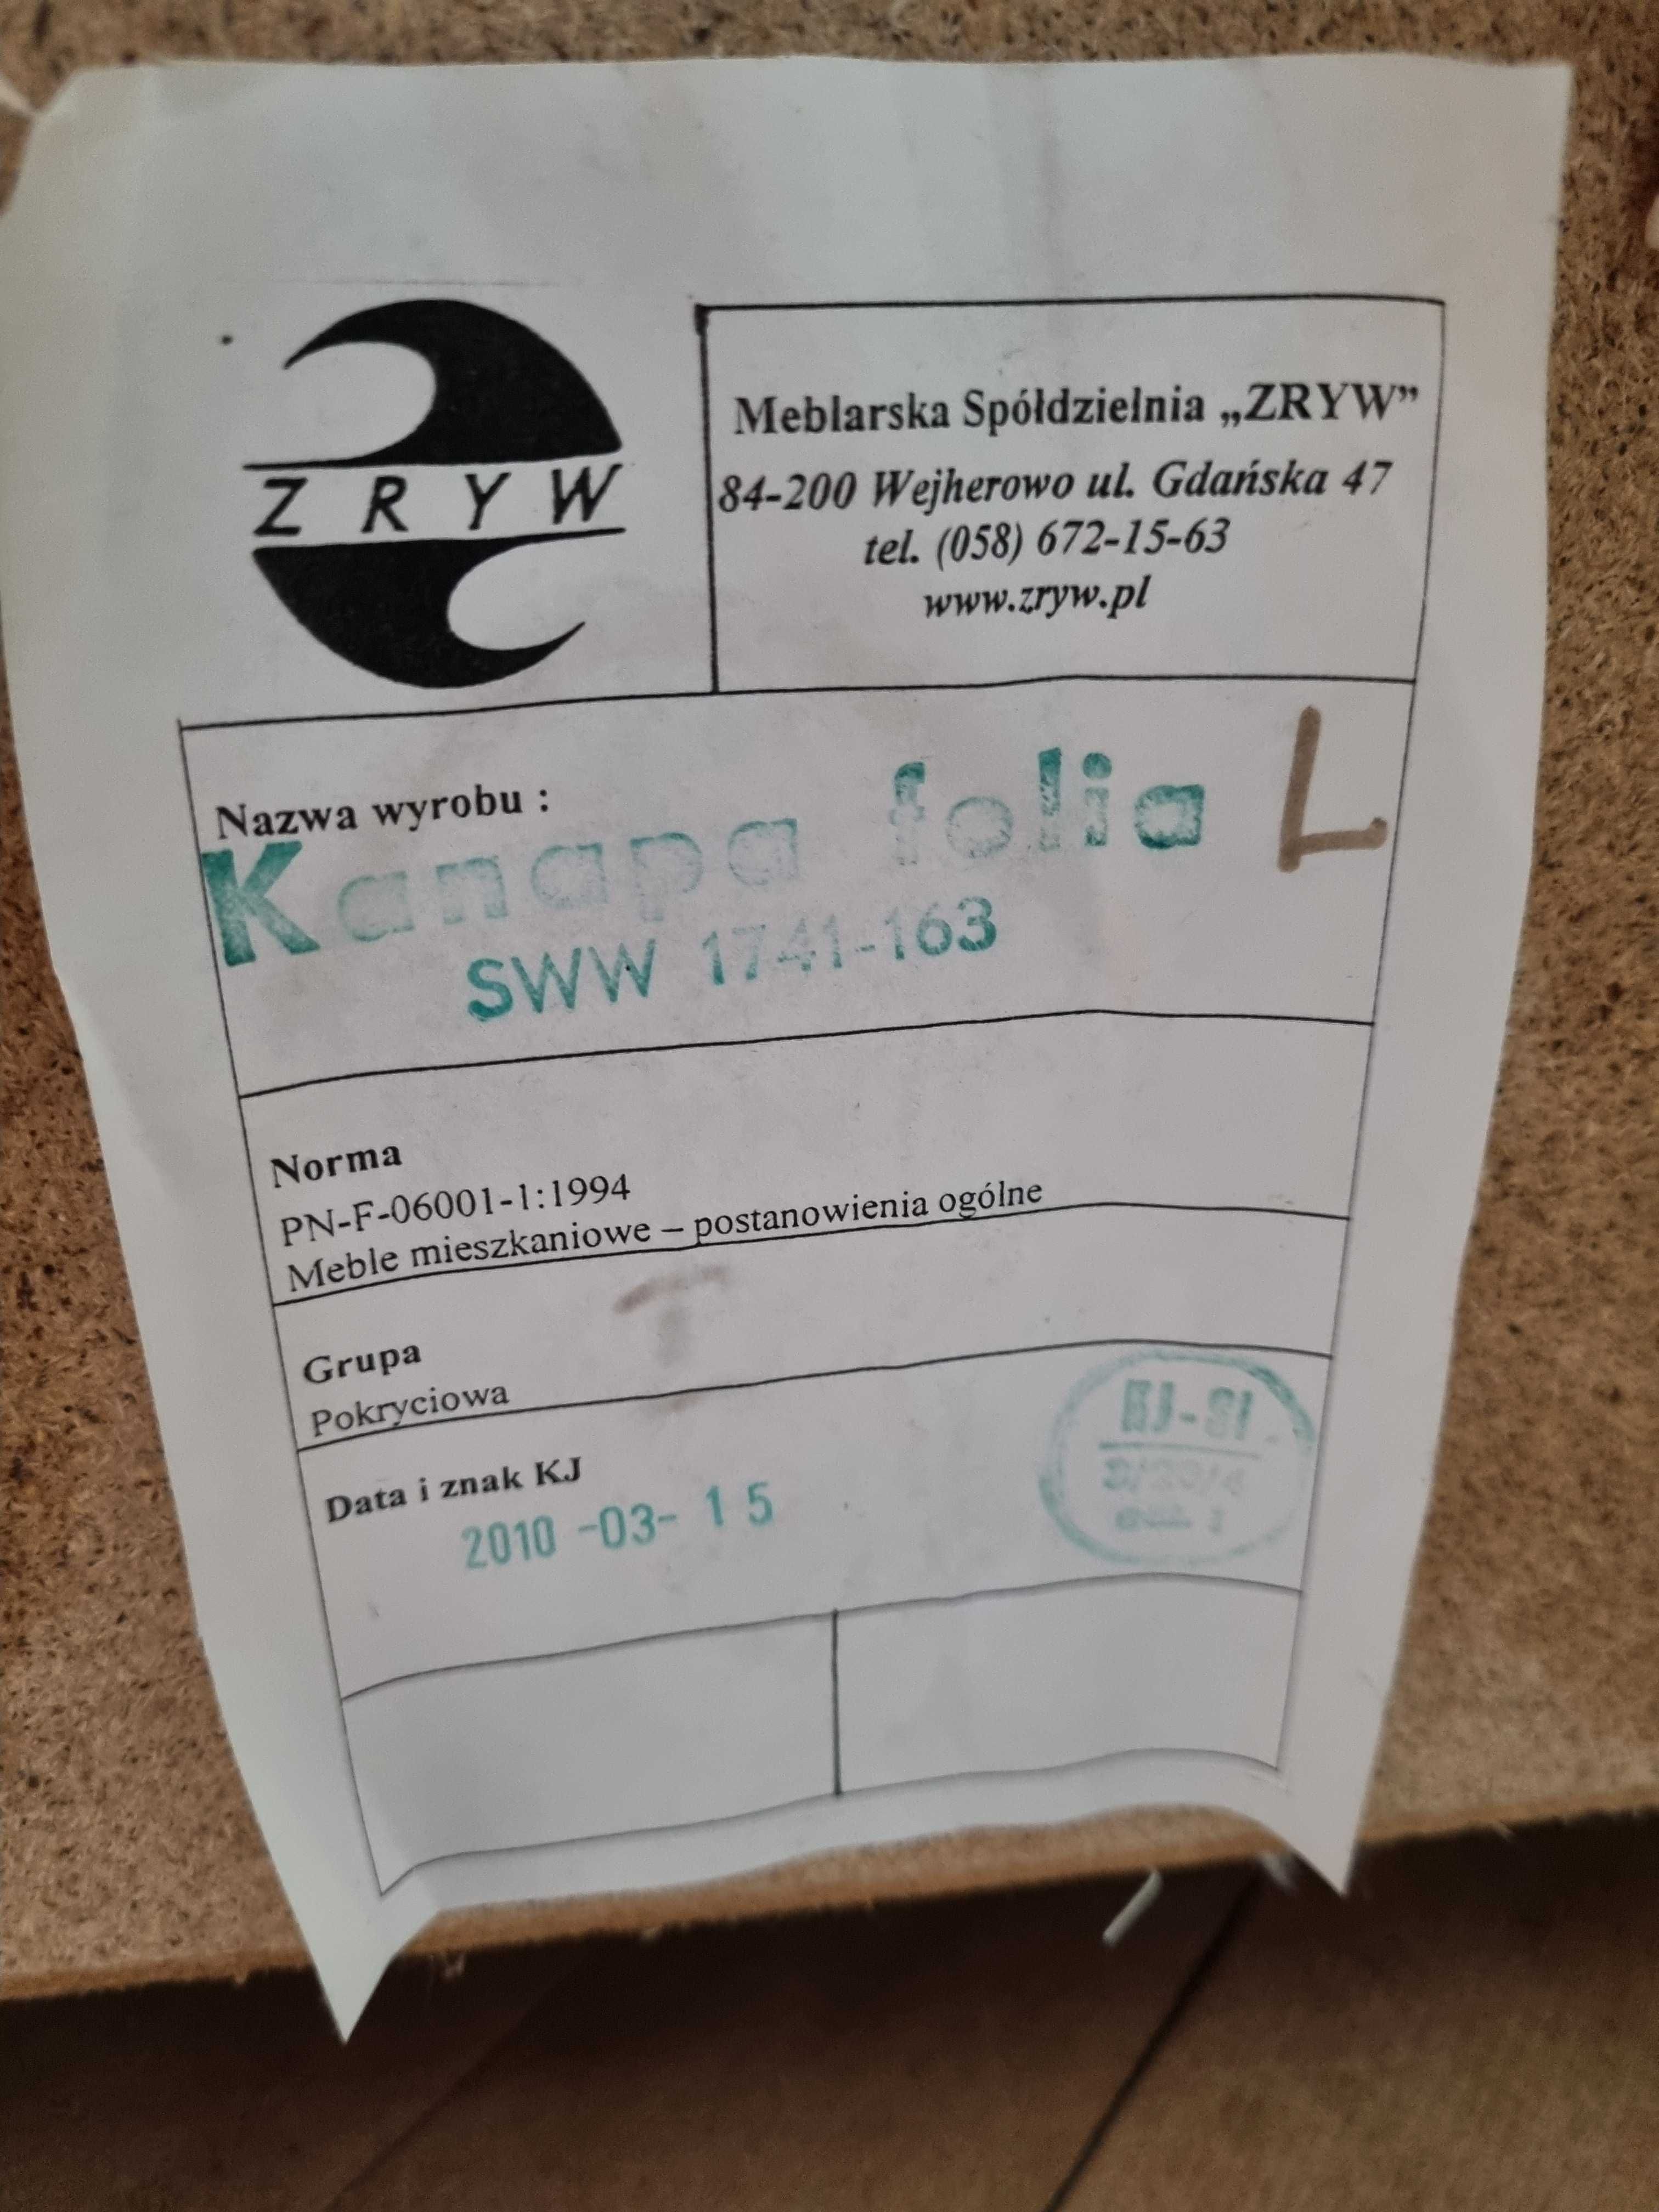 ZRYW
Meblarska Spółdzielnia „ZRYW”
84-200 Wejherowo ul. Gdańska 47
tel. (058) 672-15-63
www.zryw.pl
Nazwa wyrobu :
Kanapa folia L
SWW 1741-163
Norma
PN-F-06001-1:1994
Meble mieszkaniowe – postanowienia ogólne
Grupa
T
Pokryciowa
Data i znak KJ
2010 -03- 15